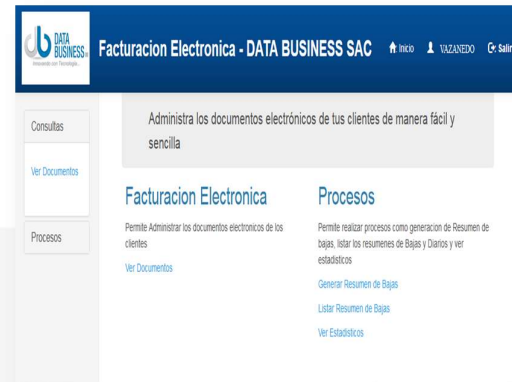 DATA
BUSINESS
Innovando con Tecnología...
Facturacion Electronica - DATA BUSINESS SAC
Inicio
VAZANEDO
Salir
Consultas
Ver Documentos
Procesos
Administra los documentos electrónicos de tus clientes de manera fácil y
sencilla
Facturacion Electronica
Permite Administrar los documentos electronicos de los
clientes
Ver Documentos
Procesos
Permite realizar procesos como generacion de Resumen de
bajas, listar los resumenes de Bajas y Diarios y ver
estadisticos
Generar Resumen de Bajas
Listar Resumen de Bajas
Ver Estadisticos